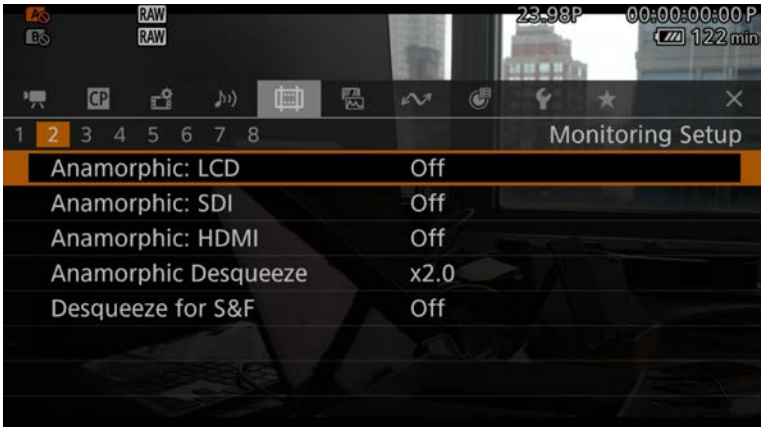 A RAW 23.98P 00:00:00:00 P
B RAW 122 min
CP
1 2 3 4 5 6 7 8 Monitoring Setup
Anamorphic: LCD Off
Anamorphic: SDI Off
Anamorphic: HDMI Off
Anamorphic Desqueeze x2.0
Desqueeze for S&F Off